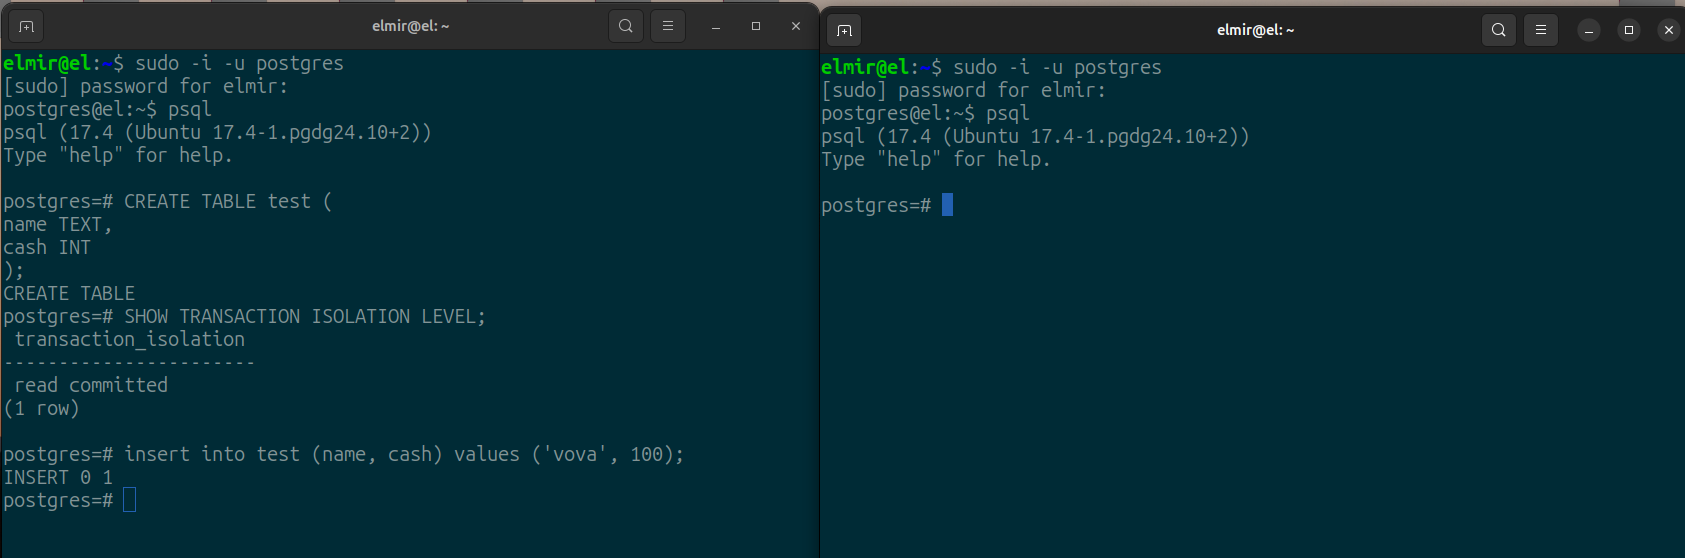 elmir@el: ~
elmir@el:~$ sudo -i -u postgres
[sudo] password for elmir:
postgres@el:~$ psql
psql (17.4 (Ubuntu 17.4-1.pgdg24.10+2))
Type "help" for help.
postgres=# CREATE TABLE test (
name TEXT,
cash INT
);
CREATE TABLE
postgres=# SHOW TRANSACTION ISOLATION LEVEL;
transaction_isolation
-----------------------
read committed
(1 row)
postgres=# insert into test (name, cash) values ('vova', 100);
INSERT 0 1
postgres=#
elmir@el: ~
elmir@el:~$ sudo -i -u postgres
[sudo] password for elmir:
postgres@el:~$ psql
psql (17.4 (Ubuntu 17.4-1.pgdg24.10+2))
Type "help" for help.
postgres=#